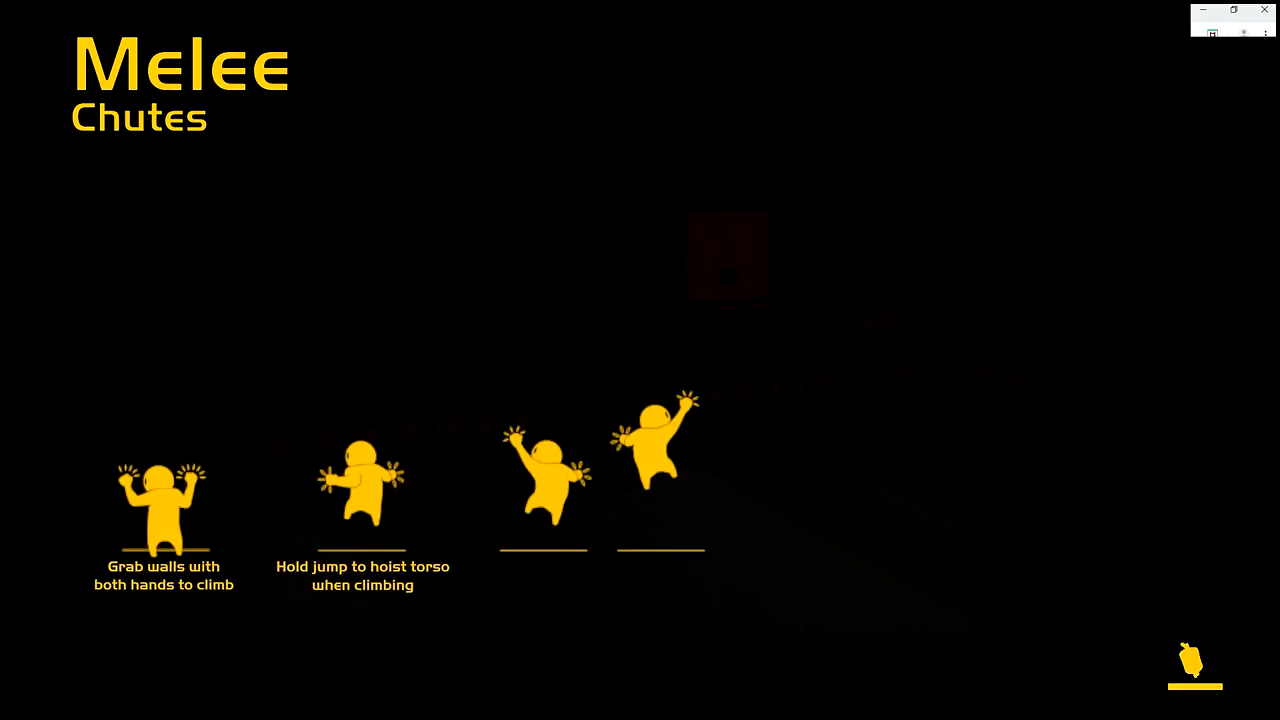 Melee
Chutes
Grab walls with
both hands to climb
Hold jump to hoist torso
when climbing